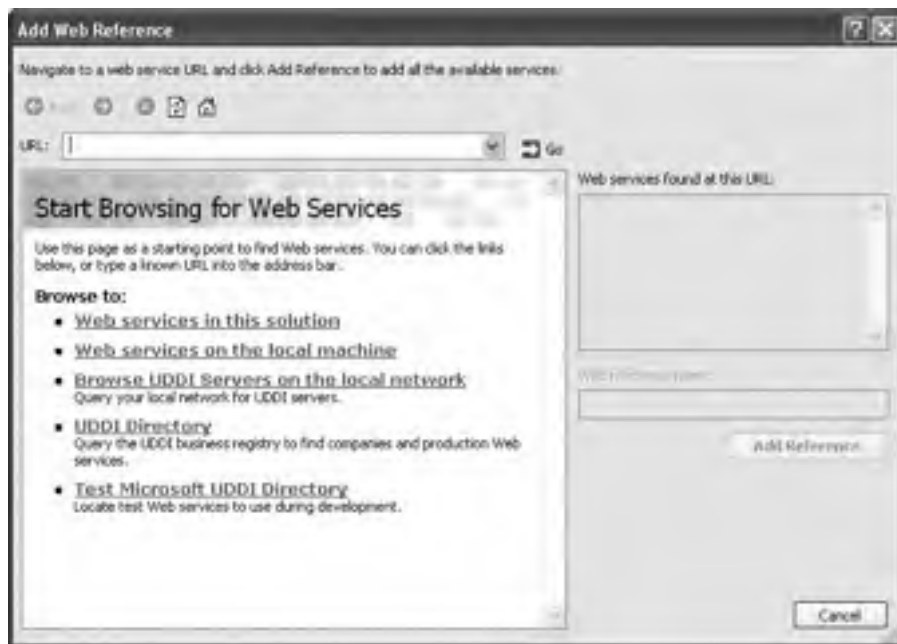 Add Web Reference
Navigate to a web service URL and click Add Reference to add all the available services.
URL:
Go
Start Browsing for Web Services
Use this page as a starting point to find Web services. You can click the links
below, or type a known URL into the address bar.
Browse to:
Web services in this solution
Web services on the local machine
Browse UDDI Servers on the local network
Query your local network for UDDI servers.
UDDI Directory
Query the UDDI business registry to find companies and production Web
services.
Test Microsoft UDDI Directory
Locate test Web services to use during development.
Web services found at this URL:
Web reference name:
Add Reference
Cancel